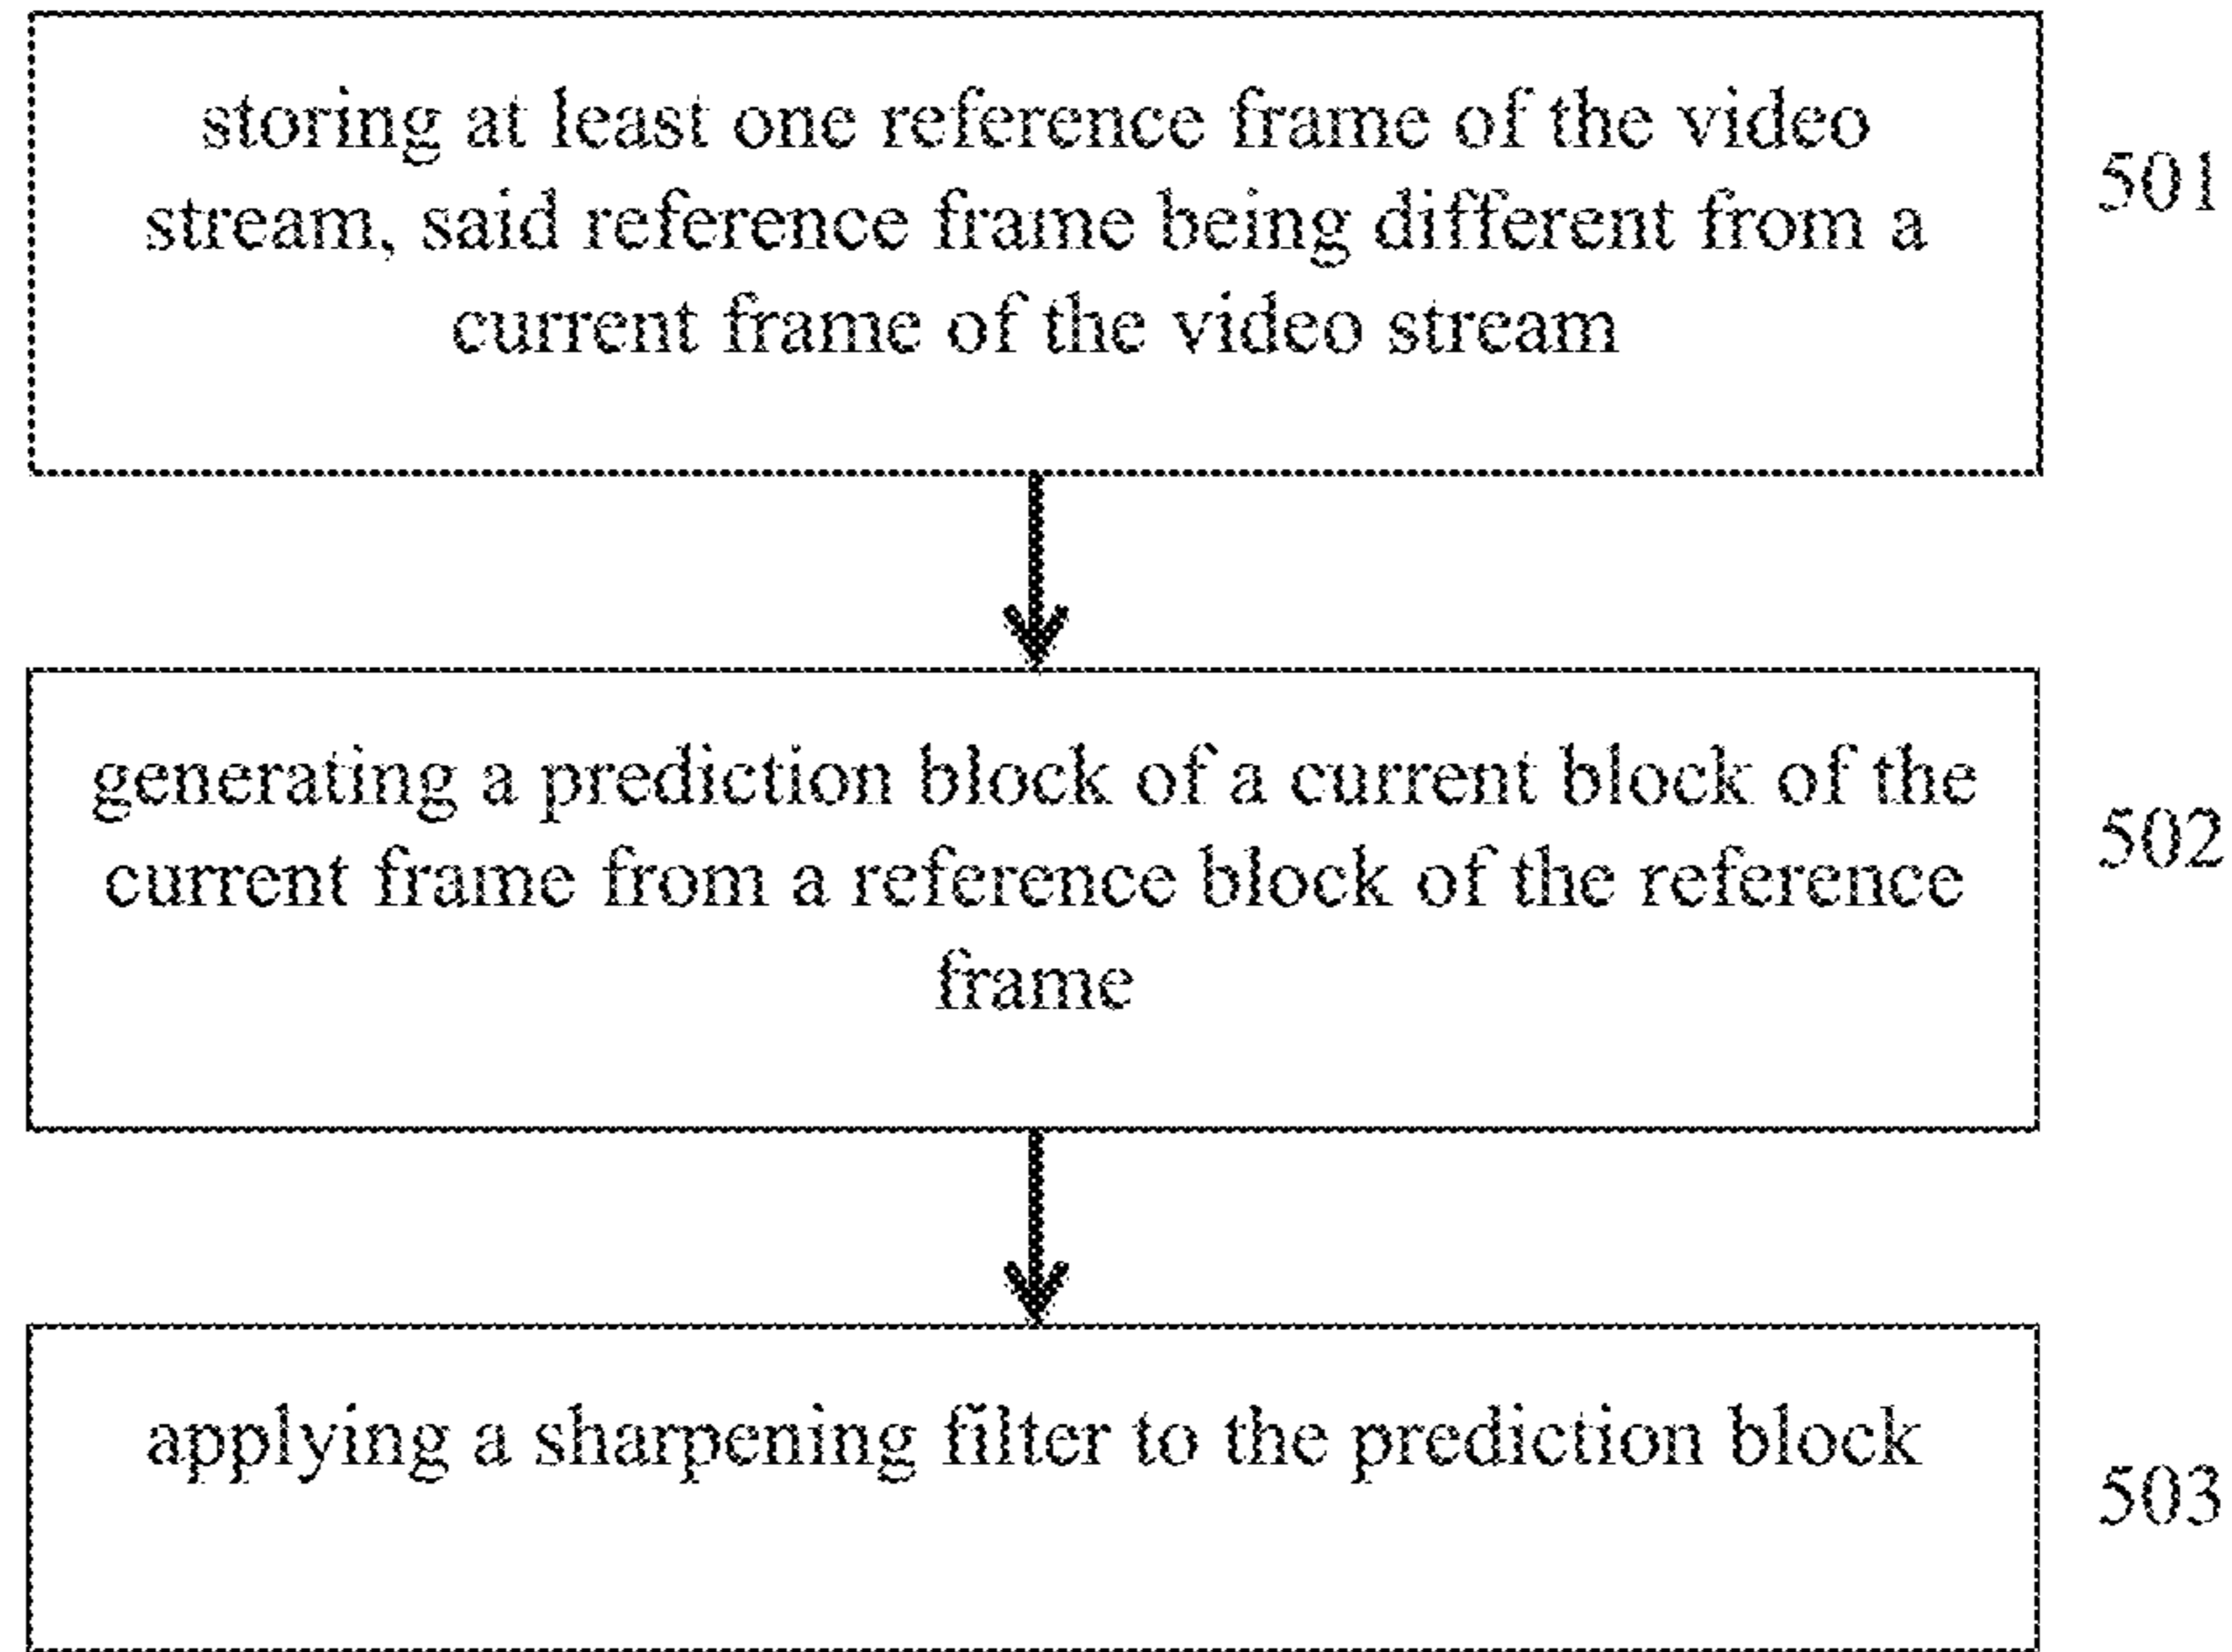 storing at least one reference frame of the video
stream, said reference frame being different from a
current frame of the video stream
501
generating a prediction block of a current block of the
current frame from a reference block of the reference
frame
502
applying a sharpening filter to the prediction block
503